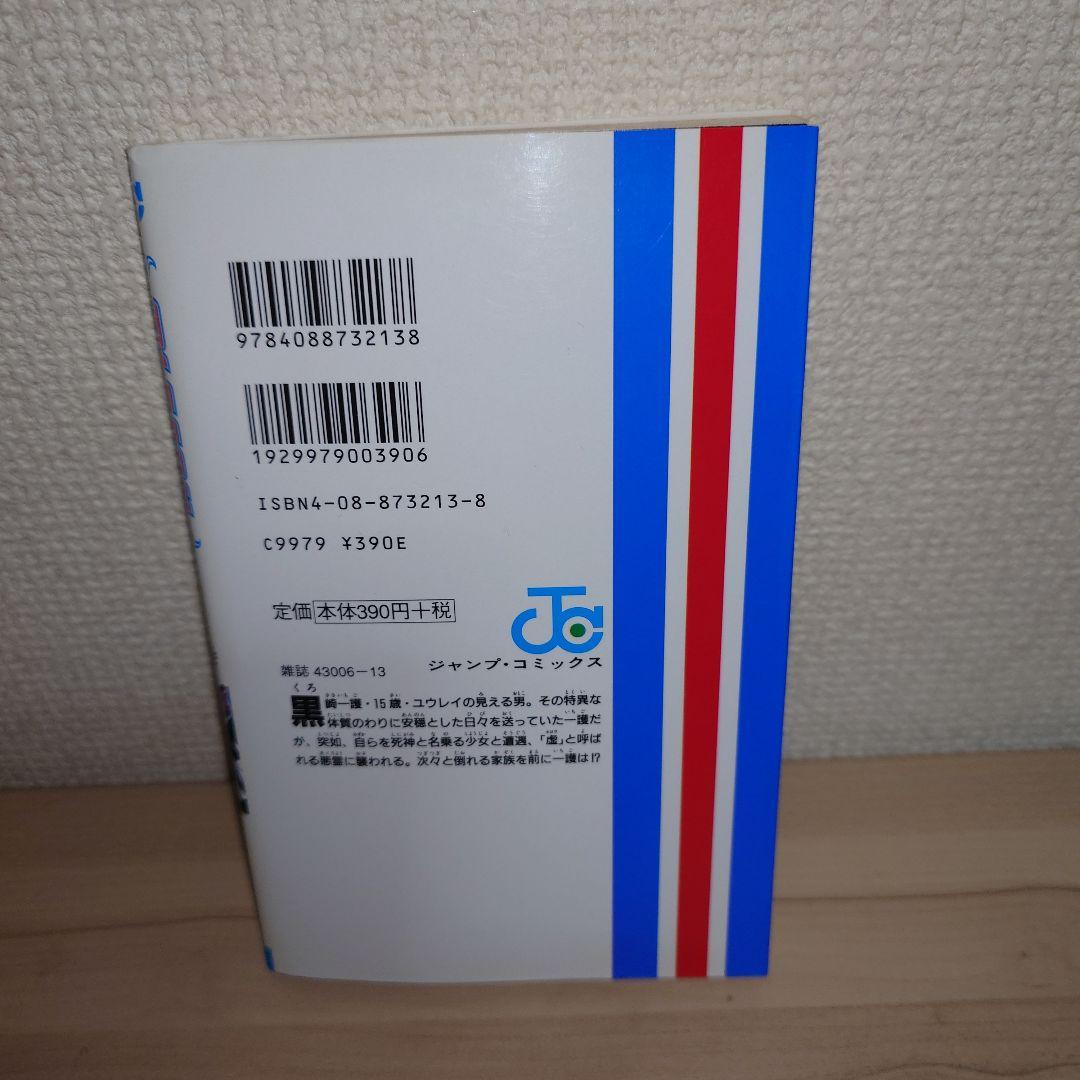 9784088732138
1929979003906
ISBN4-08-873213-8
C9979 ¥390E
定価 本体390円+税
雑誌 43006-13
ジャンプ・コミックス
黒崎一護・15歳・ユウレイの見える男。その特異な
体質のわりに安穏とした日々を送っていた一護だ
が、突如、自らを死神と名乗る少女と遭遇、「虚」と呼ば
れる悪霊に襲われる。次々と倒れる家族を前に一護は!?